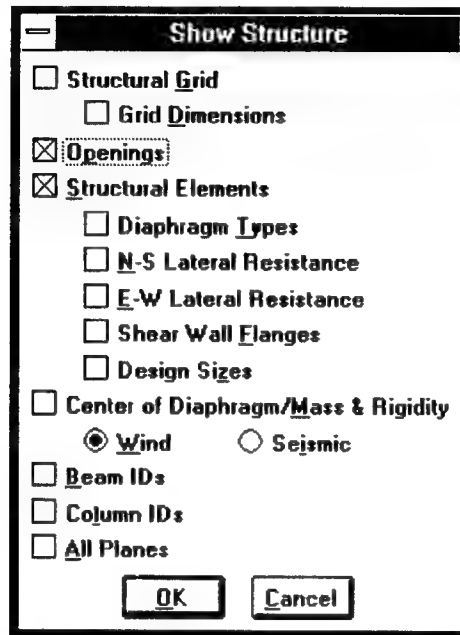 Show Structure
Structural Grid
Grid Dimensions
Openings
Structural Elements
Diaphragm Types
N-S Lateral Resistance
E-W Lateral Resistance
Shear Wall Flanges
Design Sizes
Center of Diaphragm/Mass & Rigidity
Wind Seismic
Beam IDs
Column IDs
All Planes
OK Cancel